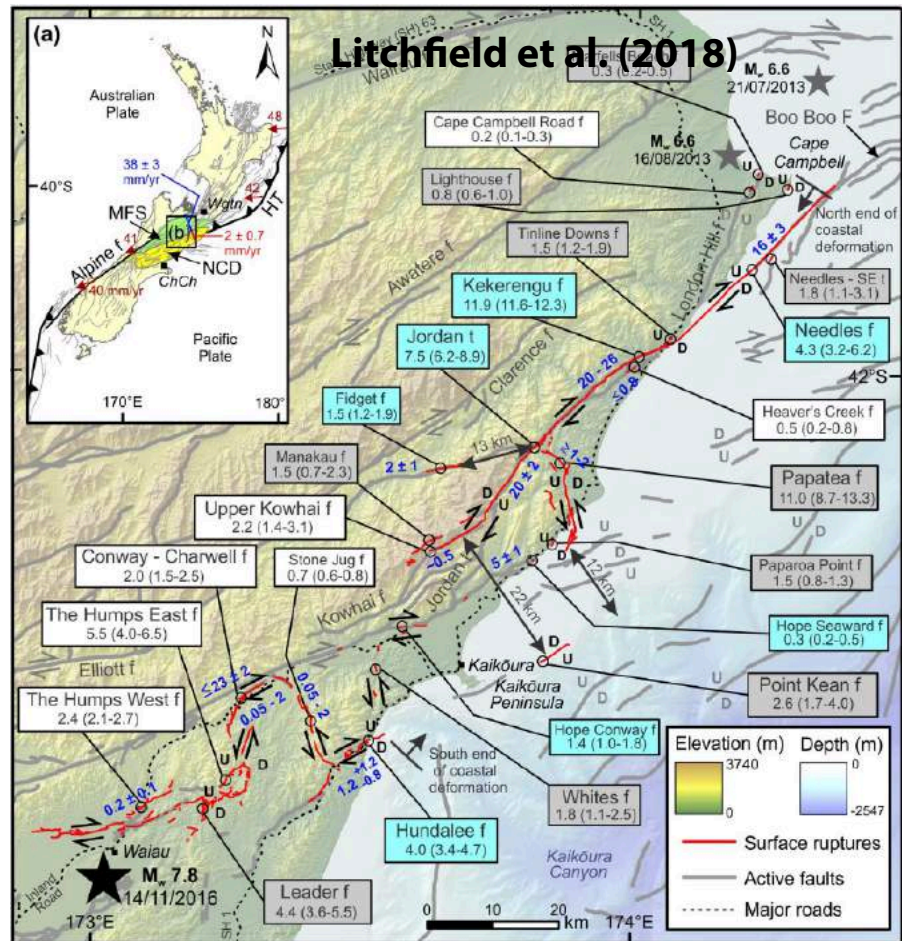 (a)
N
Australian
Plate
Pacific
Plate
40°S
170°E
180°
38 ± 3
mm/yr
48
42
41
40 mm/yr
2 ± 0.7
mm/yr
Wgtn
HT
MFS
(b)
Alpine f
NCD
ChCh
Litchfield et al. (2018)
0.3 (0.2-0.5)
SH 1
Mw 6.6
21/07/2013
Boo Boo F
Cape
Campbell
Cape Campbell Road f
0.2 (0.1-0.3)
Mw 6.6
16/08/2013
Lighthouse f
0.8 (0.6-1.0)
North end of
coastal
deformation
Tinline Downs f
1.5 (1.2-1.9)
London Hill f
16 ± 3
Awatere f
Kekerengu f
11.9 (11.6-12.3)
Needles - SE t
1.8 (1.1-3.1)
Jordan t
7.5 (6.2-8.9)
Needles f
4.3 (3.2-6.2)
20 - 26
42°S
Clarence f
Fidget f
1.5 (1.2-1.9)
13 km
Heaver's Creek f
0.5 (0.2-0.8)
Manakau f
1.5 (0.7-2.3)
2 ± 1
20 ± 2
Papatea f
11.0 (8.7-13.3)
Upper Kowhai f
2.2 (1.4-3.1)
~0.5
5 ± 1
Paparoa Point f
1.5 (0.8-1.3)
Conway - Charwell f
2.0 (1.5-2.5)
Stone Jug f
0.7 (0.6-0.8)
Jordan t
22 km
12 km
The Humps East f
5.5 (4.0-6.5)
Kowhai f
Hope Seaward f
0.3 (0.2-0.5)
Elliott f
Kaikōura
Kaikōura
Peninsula
Point Kean f
2.6 (1.7-4.0)
The Humps West f
2.4 (2.1-2.7)
≤23 ± 2
0.05 - 2
0.05 - 2
Hope Conway f
1.4 (1.0-1.8)
South end of
coastal
deformation
Whites f
1.8 (1.1-2.5)
0.2 ± 0.1
1.2 +1.2 -0.8
Hundalee f
4.0 (3.4-4.7)
Kaikōura
Canyon
Waiau
Inland
Road
Mw 7.8
14/11/2016
Leader f
4.4 (3.6-5.5)
SH 1
173°E
174°E
0 10 20
km
Elevation (m)
3740
0
Depth (m)
0
-2547
Surface ruptures
Active faults
Major roads